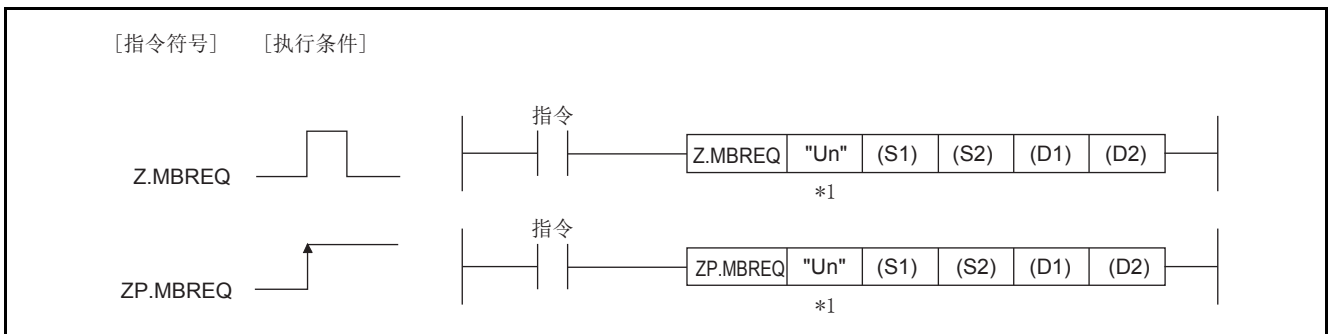 [指令符号] [执行条件]
指令
Z.MBREQ Z.MBREQ "Un" (S1) (S2) (D1) (D2)
*1
指令
ZP.MBREQ ZP.MBREQ "Un" (S1) (S2) (D1) (D2)
*1